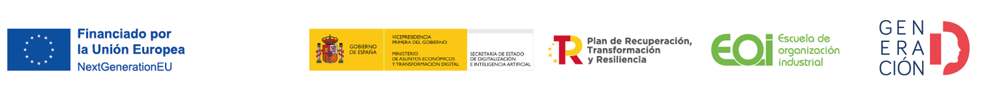 Financiado por
la Unión Europea
NextGenerationEU
GOBIERNO
DE ESPAÑA
VICEPRESIDENCIA
PRIMERA DEL GOBIERNO
MINISTERIO
DE ASUNTOS ECONÓMICOS
Y TRANSFORMACIÓN DIGITAL
SECRETARÍA DE ESTADO
DE DIGITALIZACIÓN
E INTELIGENCIA ARTIFICIAL
TR
Plan de Recuperación,
Transformación
y Resiliencia
EOi
Escuela de
organización
industrial
GEN
ERA
CIÓN
D